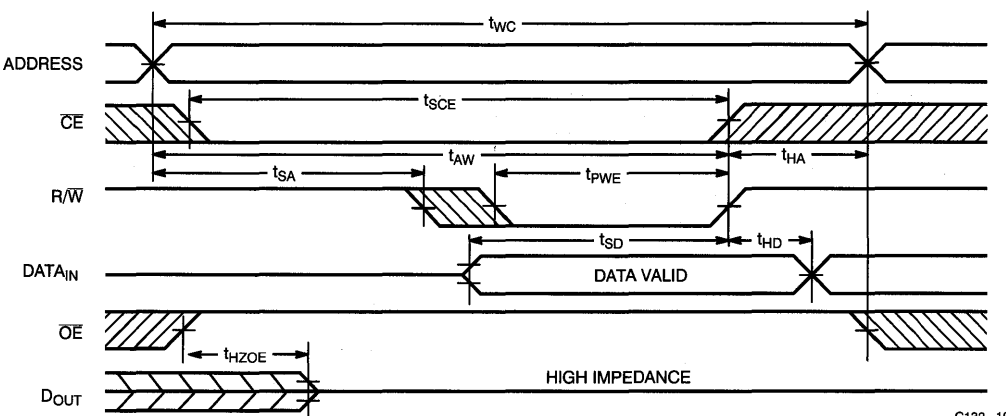 tWC
ADDRESS
tSCE
CE
tAW
tHA
tSA
tPWE
R/W
tSD
tHD
DATAIN
DATA VALID
OE
tHZOE
HIGH IMPEDANCE
DOUT